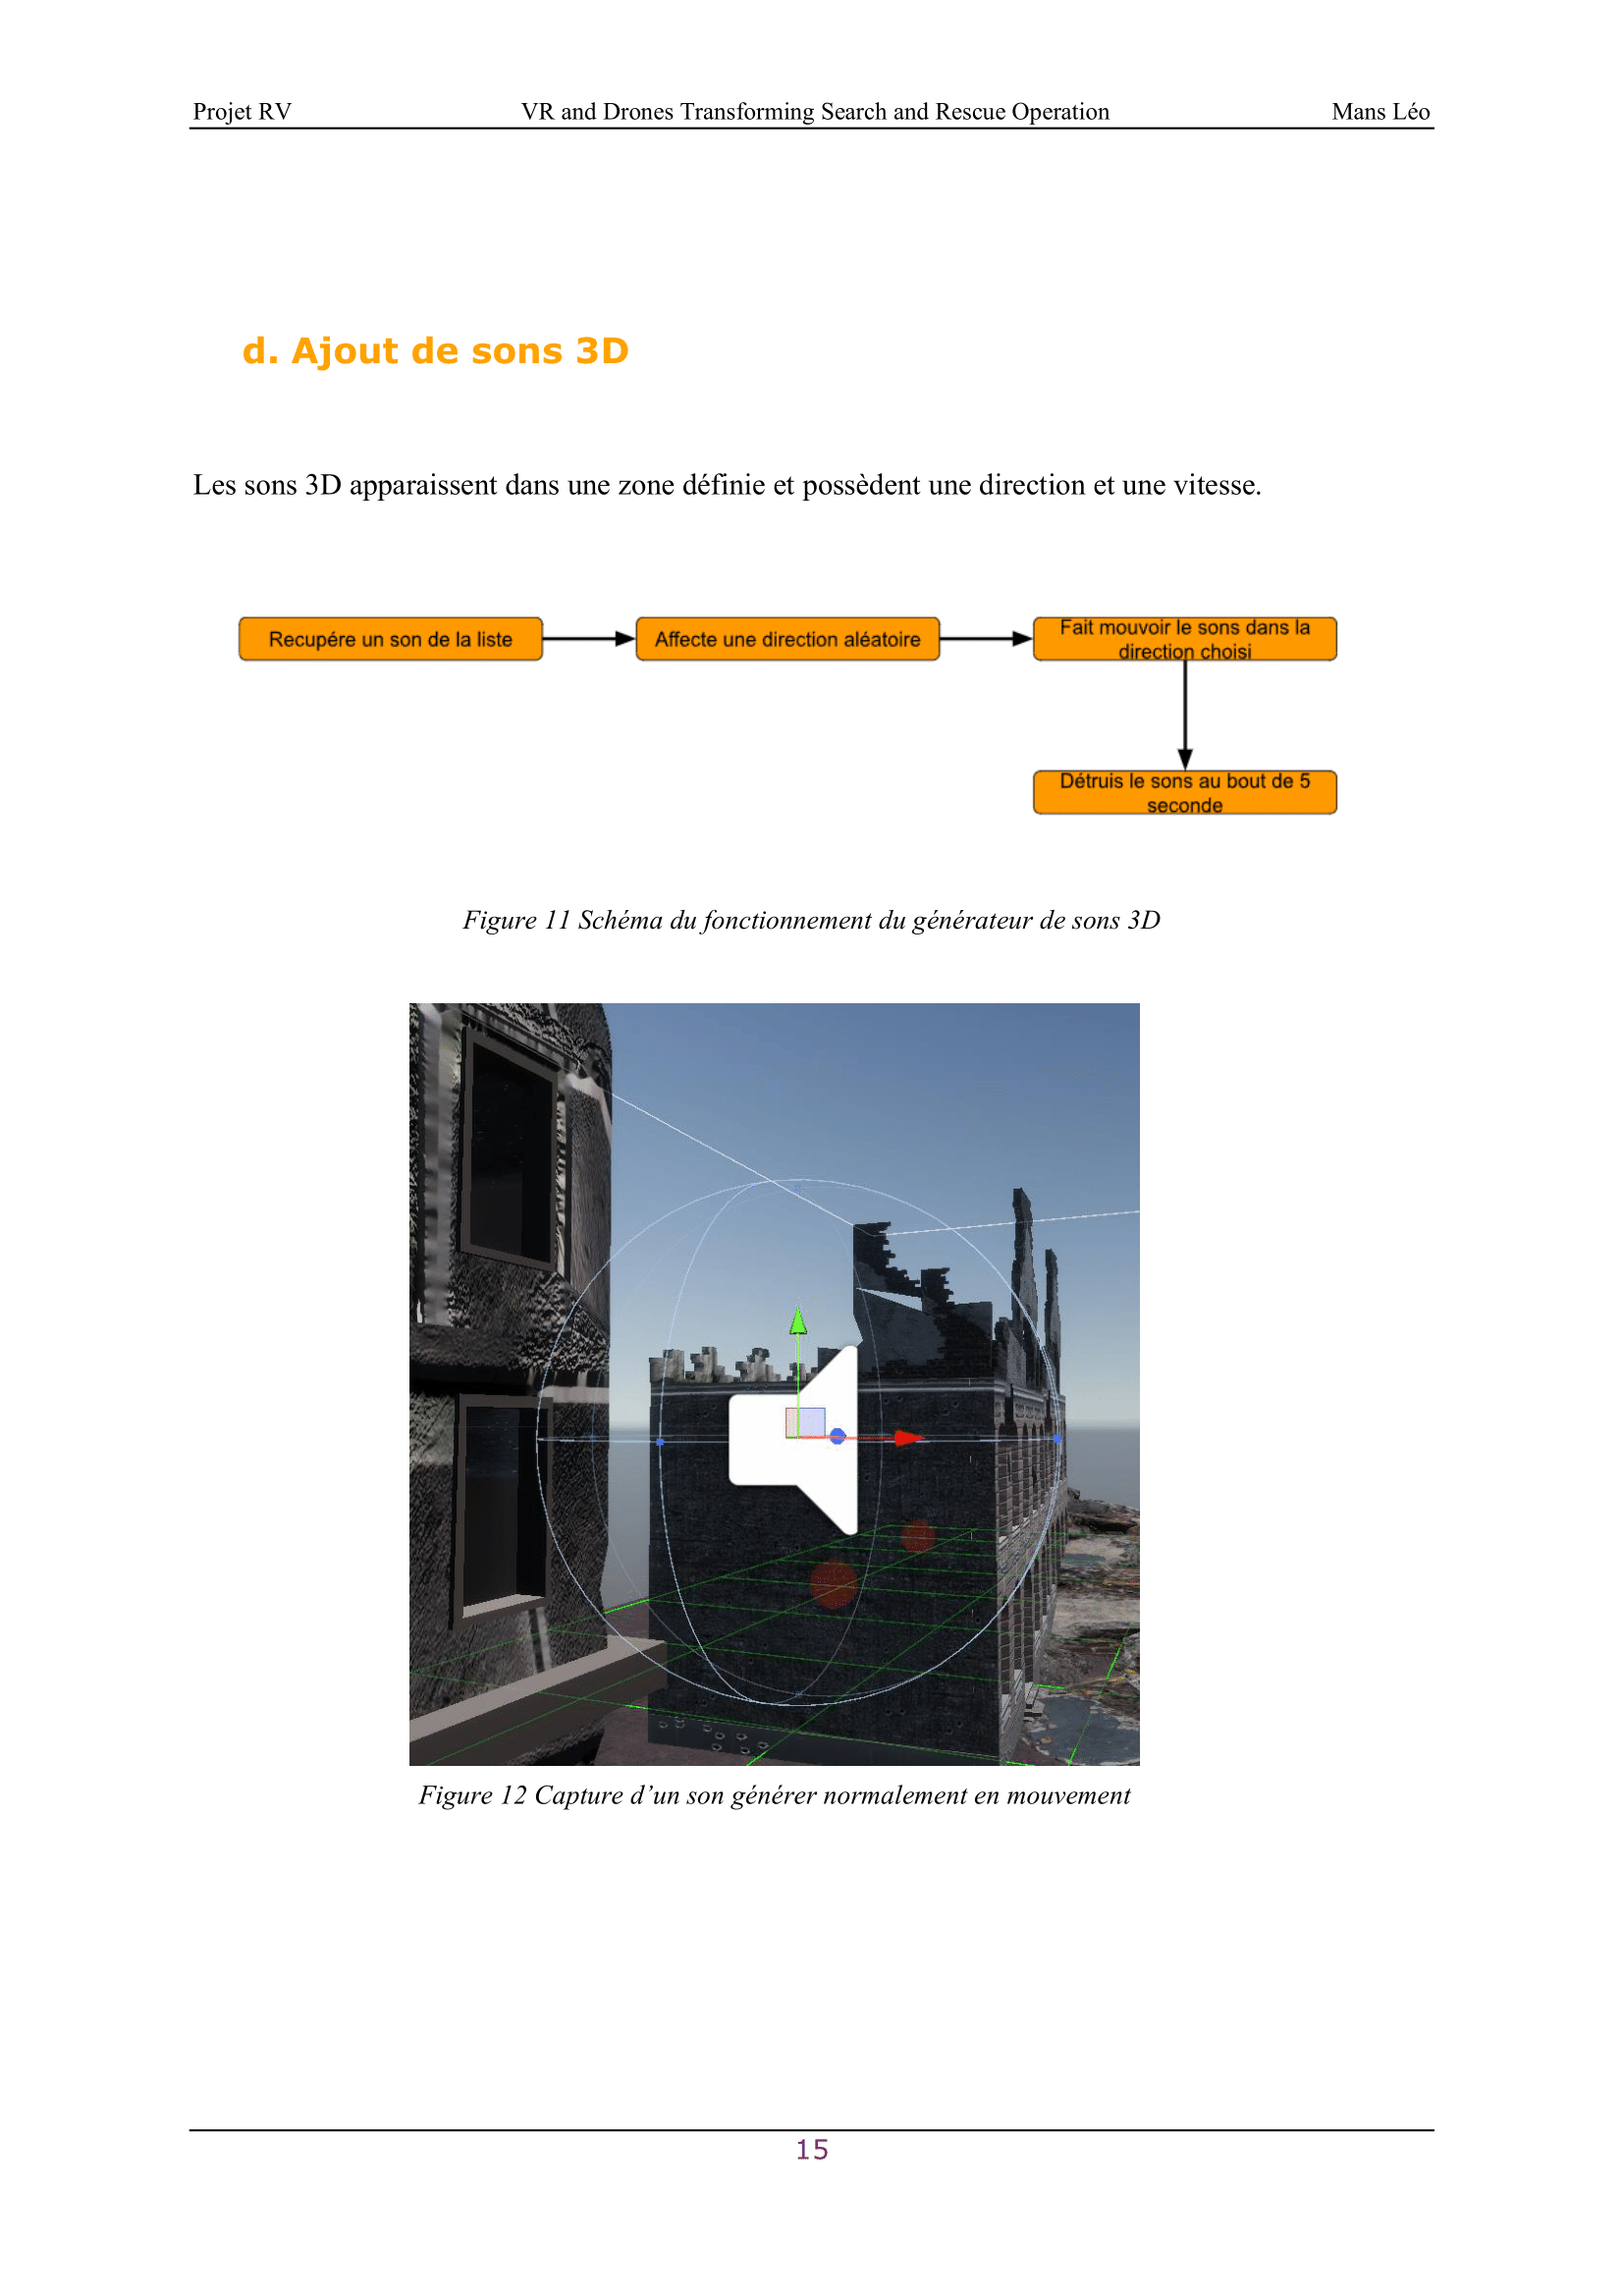 Projet RV VR and Drones Transforming Search and Rescue Operation Mans Léo
d. Ajout de sons 3D
Les sons 3D apparaissent dans une zone définie et possèdent une direction et une vitesse.
Recupére un son de la liste
Affecte une direction aléatoire
Fait mouvoir le sons dans la
direction choisi
Détruis le sons au bout de 5
seconde
Figure 11 Schéma du fonctionnement du générateur de sons 3D
Figure 12 Capture d’un son générer normalement en mouvement
15